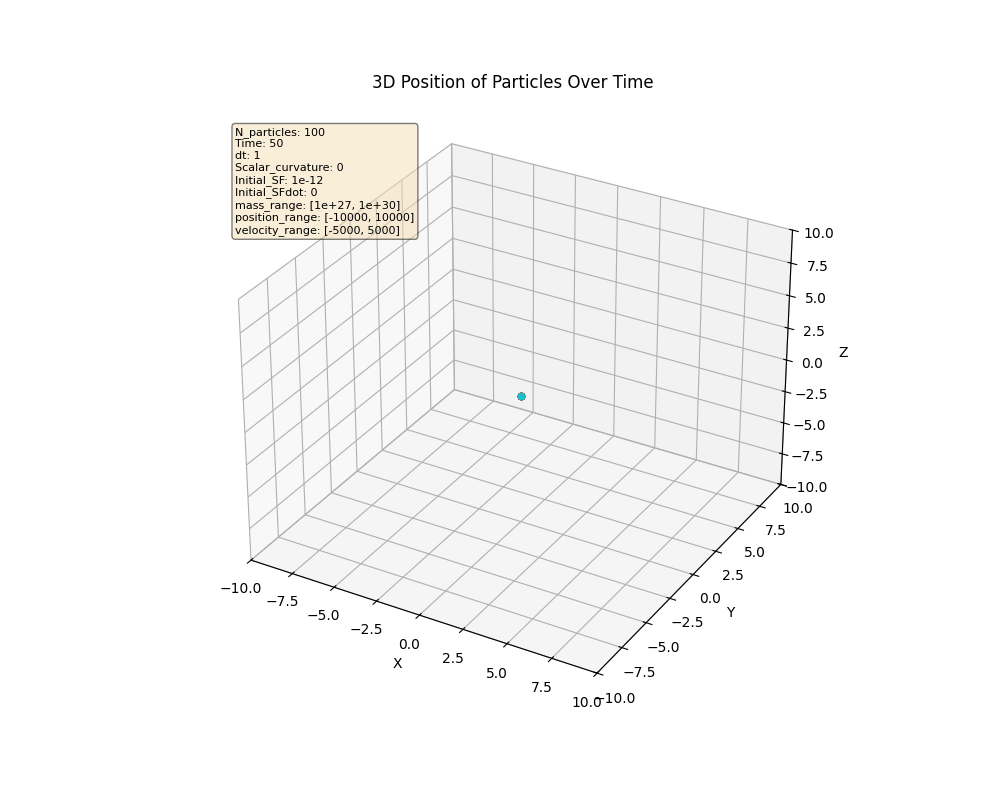 3D Position of Particles Over Time
N_particles: 100
Time: 50
dt: 1
Scalar_curvature: 0
Initial_SF: 1e-12
Initial_SFdot: 0
mass_range: [1e+27, 1e+30]
position_range: [-10000, 10000]
velocity_range: [-5000, 5000]
10.0
7.5
5.0
2.5
0.0
−2.5
−5.0
−7.5
−10.0
Z
10.0
7.5
5.0
2.5
0.0
−2.5
−5.0
−7.5
−10.0
Y
−10.0
−7.5
−5.0
−2.5
0.0
2.5
5.0
7.5
10.0
X